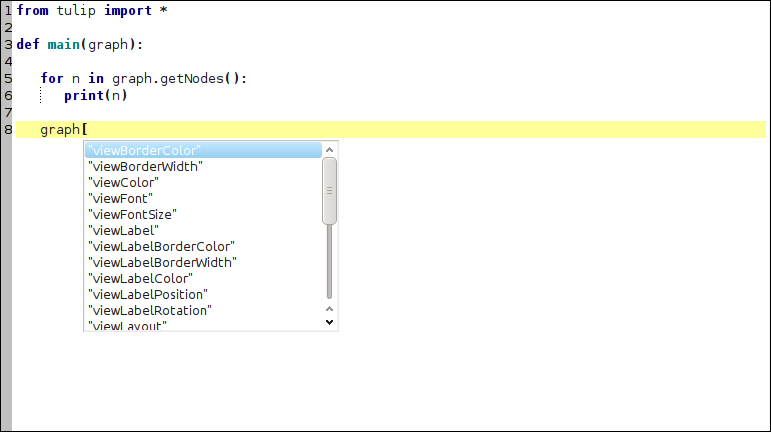 1 from tulip import *
2
3 def main(graph):
4
5 for n in graph.getNodes():
6 print(n)
7
8 graph[
"viewBorderColor"
"viewBorderWidth"
"viewColor"
"viewFont"
"viewFontSize"
"viewLabel"
"viewLabelBorderColor"
"viewLabelBorderWidth"
"viewLabelColor"
"viewLabelPosition"
"viewLabelRotation"
"viewLayout"